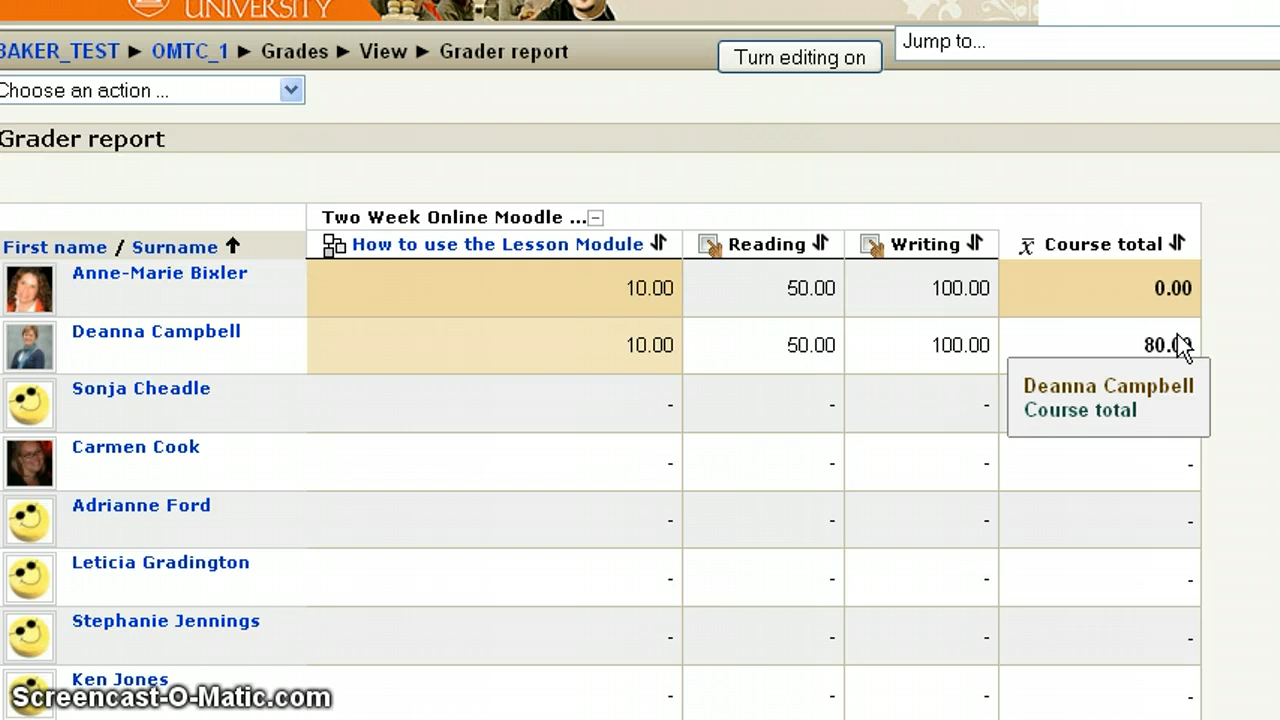 UNIVERSITY
BAKER_TEST ► OMTC_1 ► Grades ► View ► Grader report
Turn editing on
Jump to...
Choose an action ...
Grader report
Two Week Online Moodle ...
First name / Surname
How to use the Lesson Module
Reading
Writing
x̄ Course total
Anne-Marie Bixler 10.00 50.00 100.00 0.00
Deanna Campbell 10.00 50.00 100.00
Deanna Campbell
Course total
Sonja Cheadle - - -
Carmen Cook - - - -
Adrianne Ford - - - -
Leticia Gradington - - - -
Stephanie Jennings - - - -
Ken Jones - - - -
Screencast-O-Matic.com